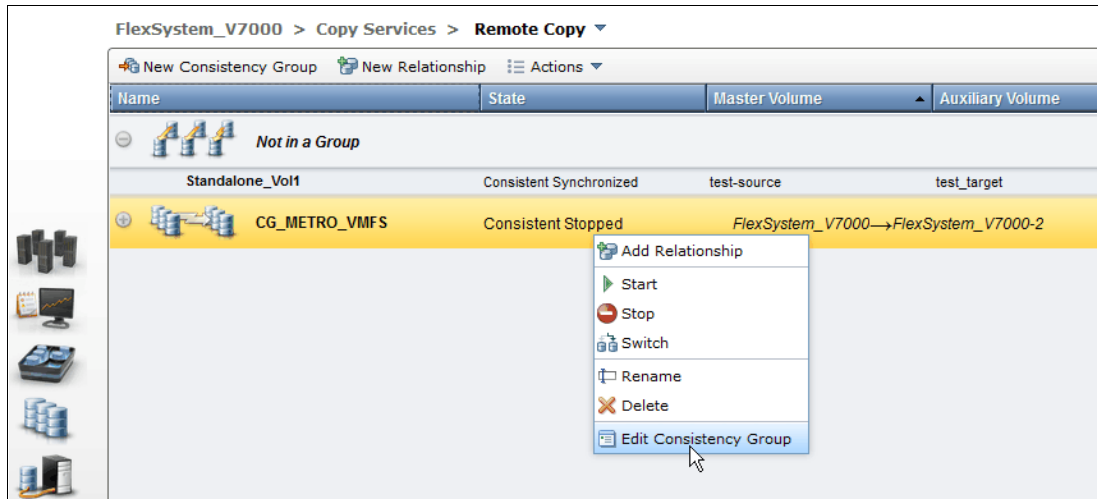 FlexSystem_V7000 > Copy Services > Remote Copy
New Consistency Group New Relationship Actions
Name State Master Volume Auxiliary Volume
Not in a Group
Standalone_Vol1 Consistent Synchronized test-source test_target
CG_METRO_VMFS Consistent Stopped FlexSystem_V7000→FlexSystem_V7000-2
Add Relationship
Start
Stop
Switch
Rename
Delete
Edit Consistency Group